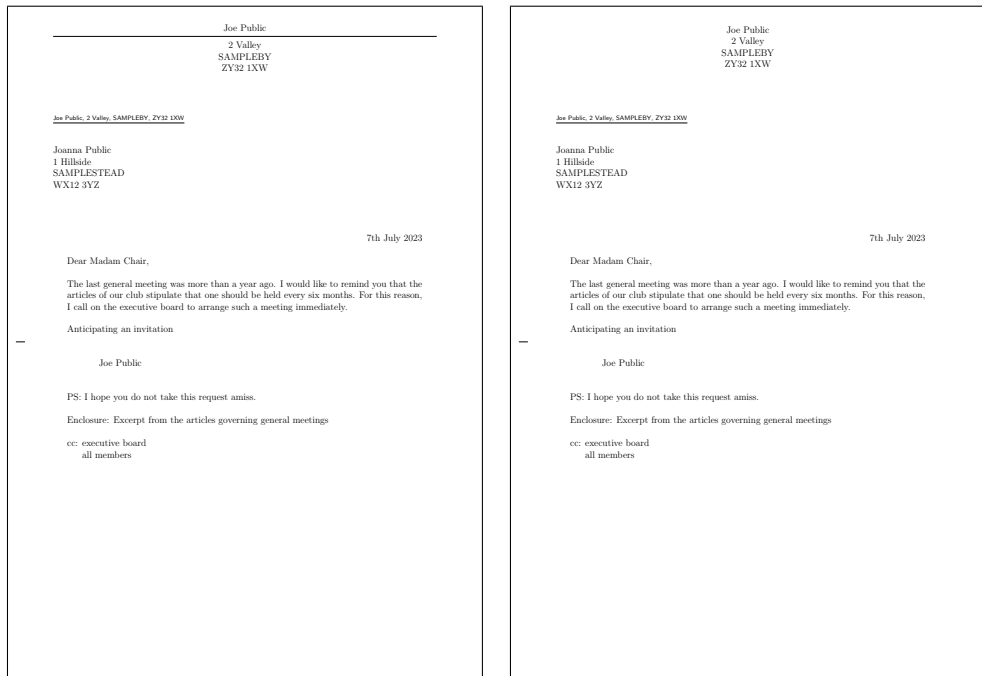 Joe Public
2 Valley
SAMPLEBY
ZY32 1XW
Joe Public, 2 Valley, SAMPLEBY, ZY32 1XW
Joanna Public
1 Hillside
SAMPLESTEAD
WX12 3YZ
7th July 2023
Dear Madam Chair,
The last general meeting was more than a year ago. I would like to remind you that the
articles of our club stipulate that one should be held every six months. For this reason,
I call on the executive board to arrange such a meeting immediately.
Anticipating an invitation
Joe Public
PS: I hope you do not take this request amiss.
Enclosure: Excerpt from the articles governing general meetings
cc: executive board
all members
Joe Public
2 Valley
SAMPLEBY
ZY32 1XW
Joe Public, 2 Valley, SAMPLEBY, ZY32 1XW
Joanna Public
1 Hillside
SAMPLESTEAD
WX12 3YZ
7th July 2023
Dear Madam Chair,
The last general meeting was more than a year ago. I would like to remind you that the
articles of our club stipulate that one should be held every six months. For this reason,
I call on the executive board to arrange such a meeting immediately.
Anticipating an invitation
Joe Public
PS: I hope you do not take this request amiss.
Enclosure: Excerpt from the articles governing general meetings
cc: executive board
all members